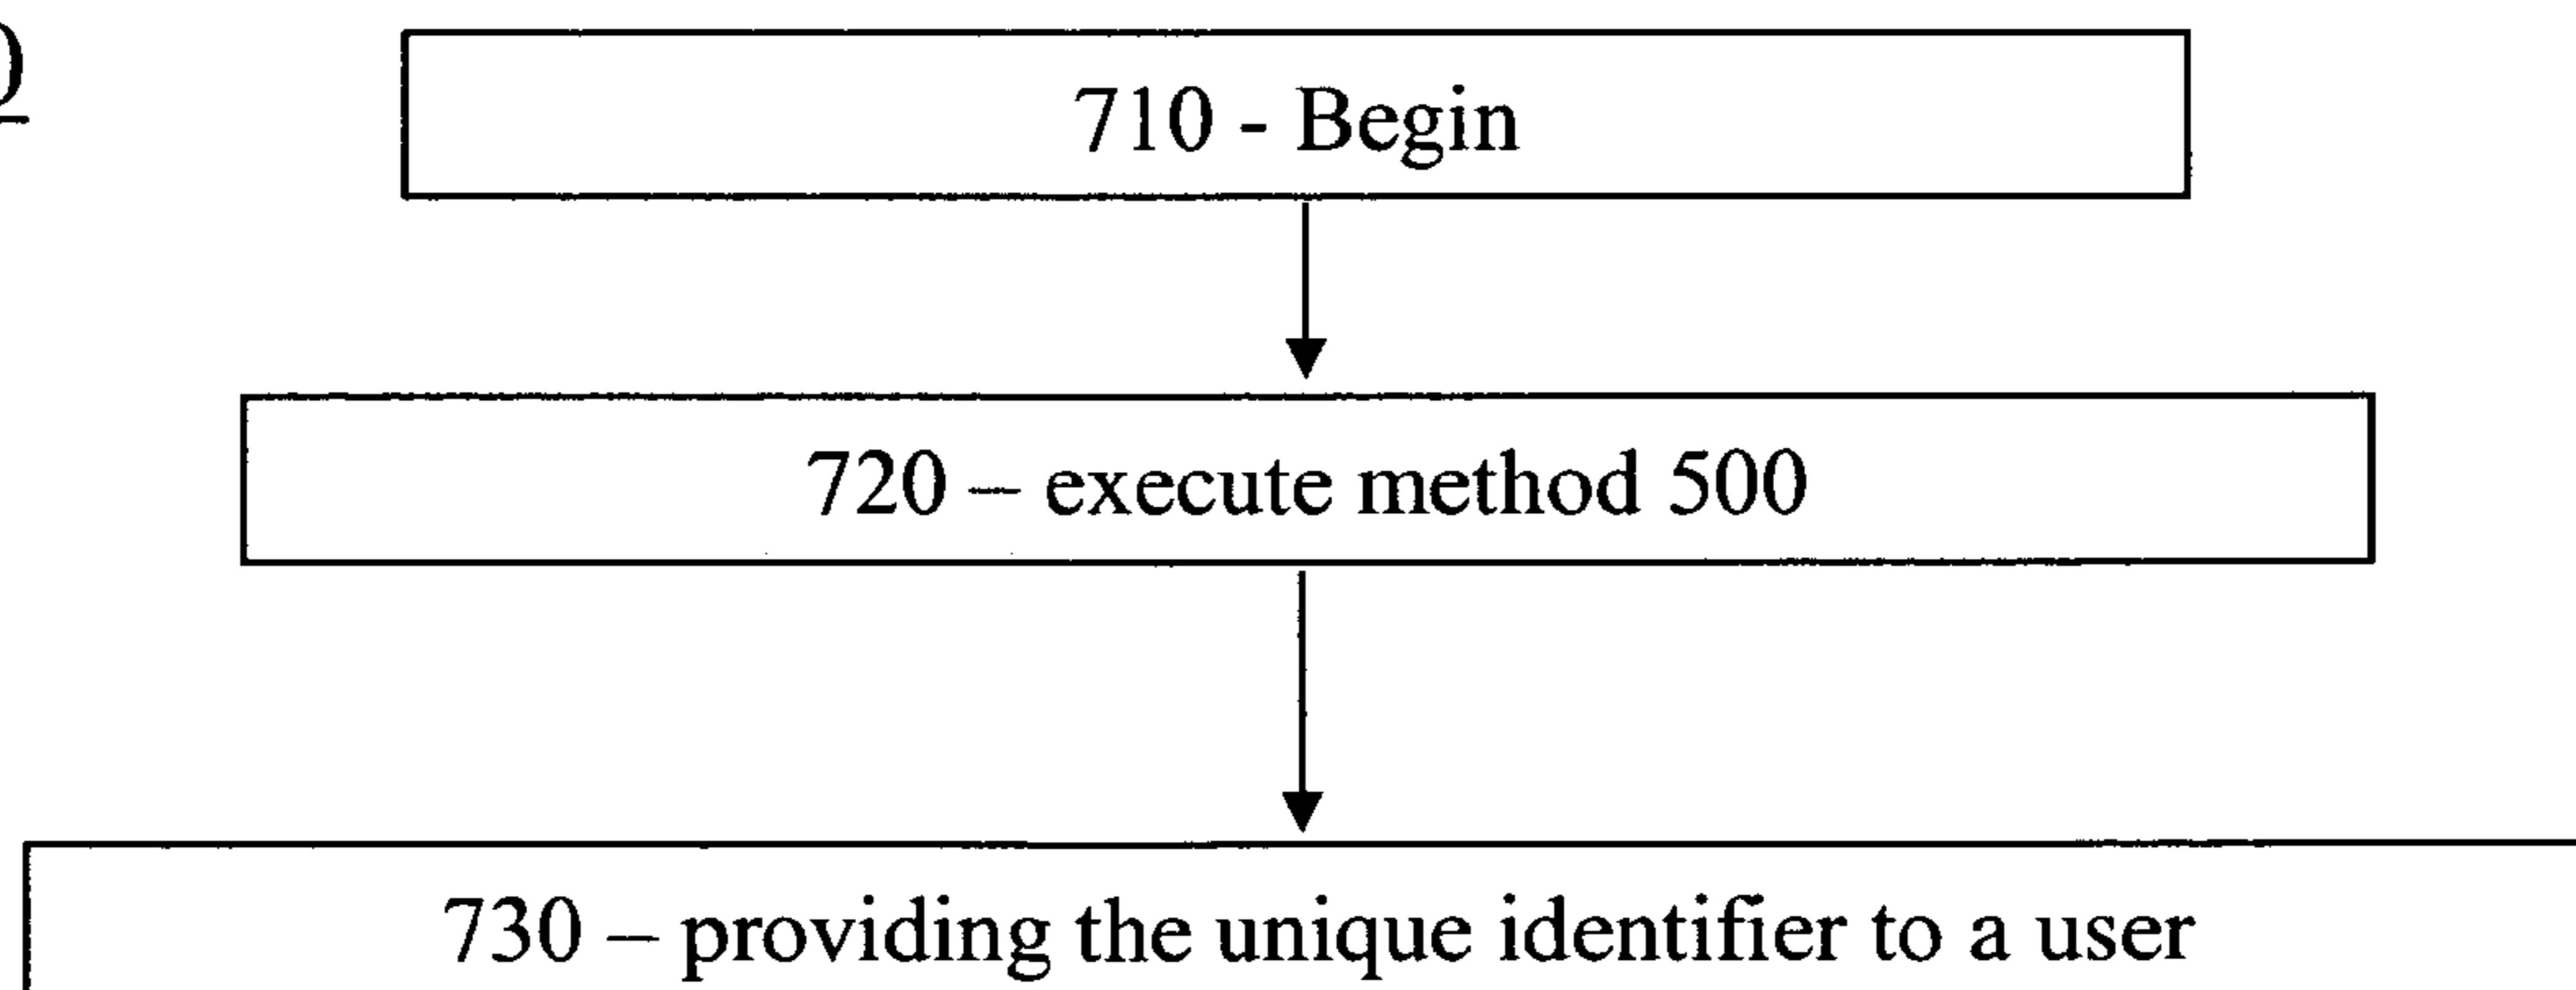 710 - Begin
720 – execute method 500
730 – providing the unique identifier to a user